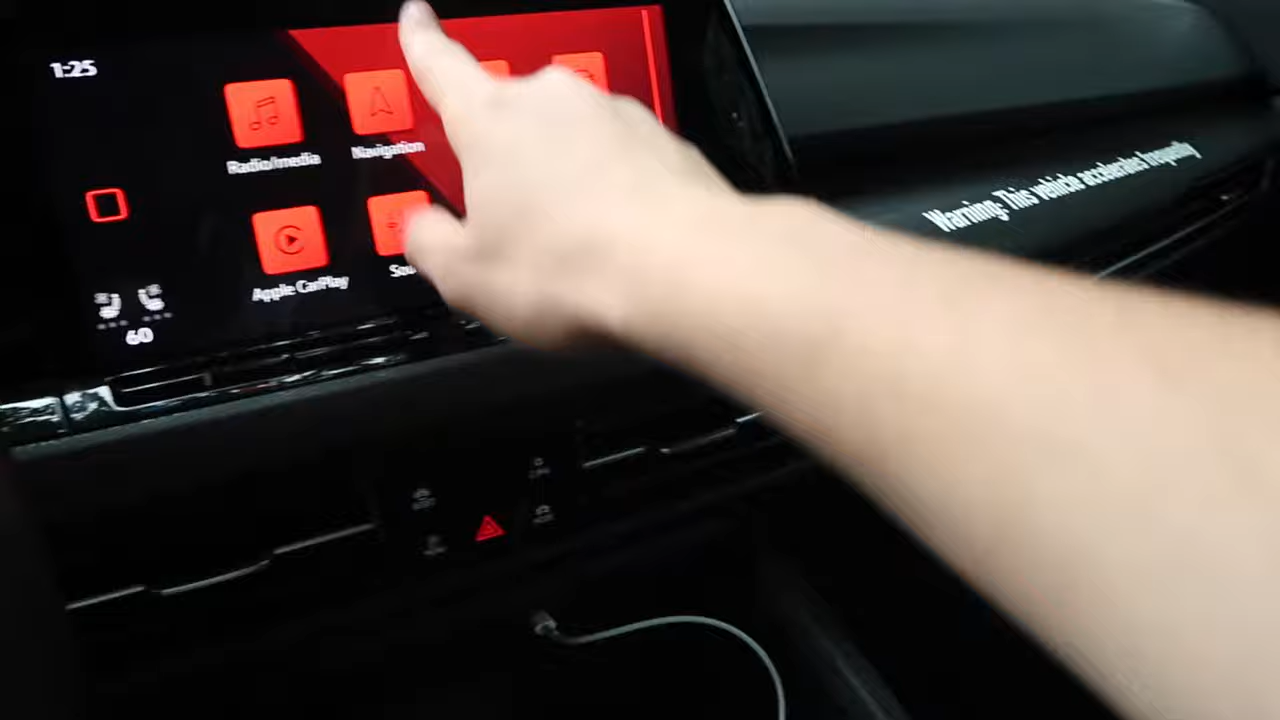 1:25
Radio/media
Navigation
Apple CarPlay
Sou
60
Warning: This vehicle accelerates frequently